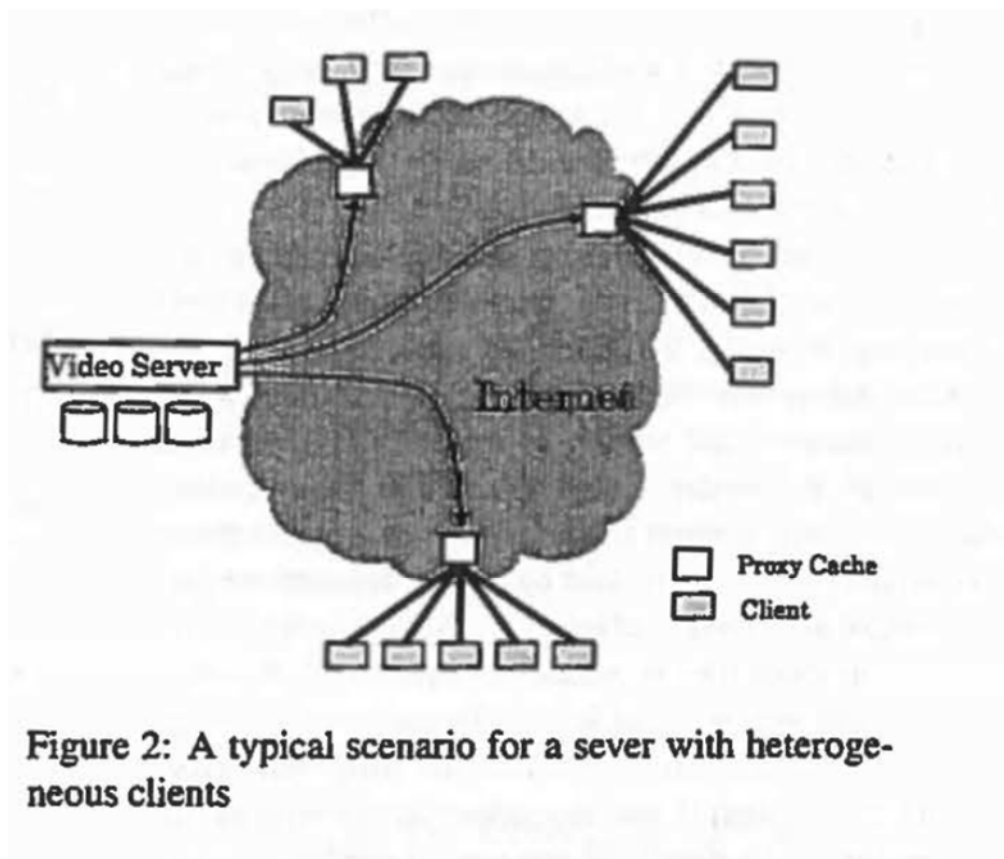 Video Server
Internet
Proxy Cache
Client
Figure 2: A typical scenario for a sever with heteroge-
neous clients